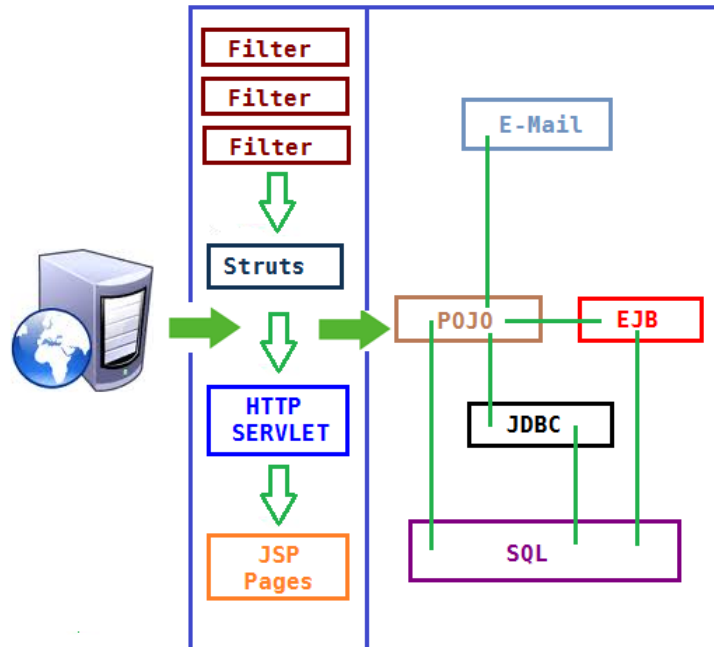 Filter
Filter
Filter
Struts
HTTP
SERVLET
JSP
Pages
E-Mail
POJO
EJB
JDBC
SQL